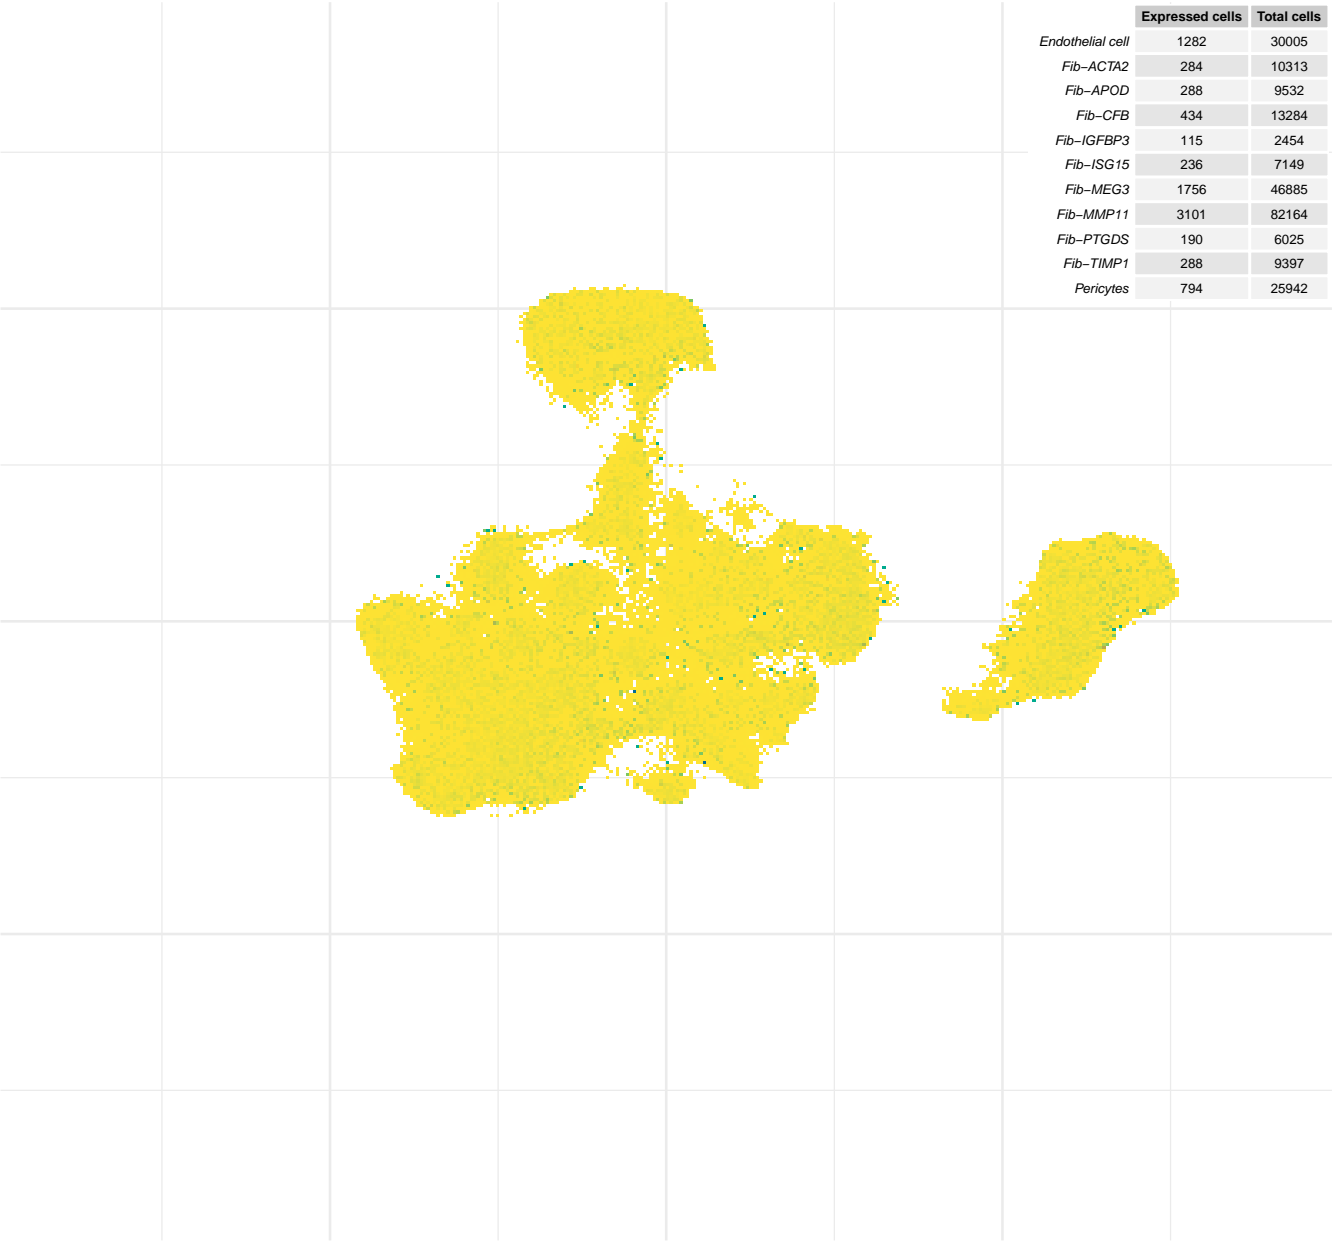 Expressed cells Total cells
Endothelial cell 1282 30005
Fib−ACTA2 284 10313
Fib−APOD 288 9532
Fib−CFB 434 13284
Fib−IGFBP3 115 2454
Fib−ISG15 236 7149
Fib−MEG3 1756 46885
Fib−MMP11 3101 82164
Fib−PTGDS 190 6025
Fib−TIMP1 288 9397
Pericytes 794 25942